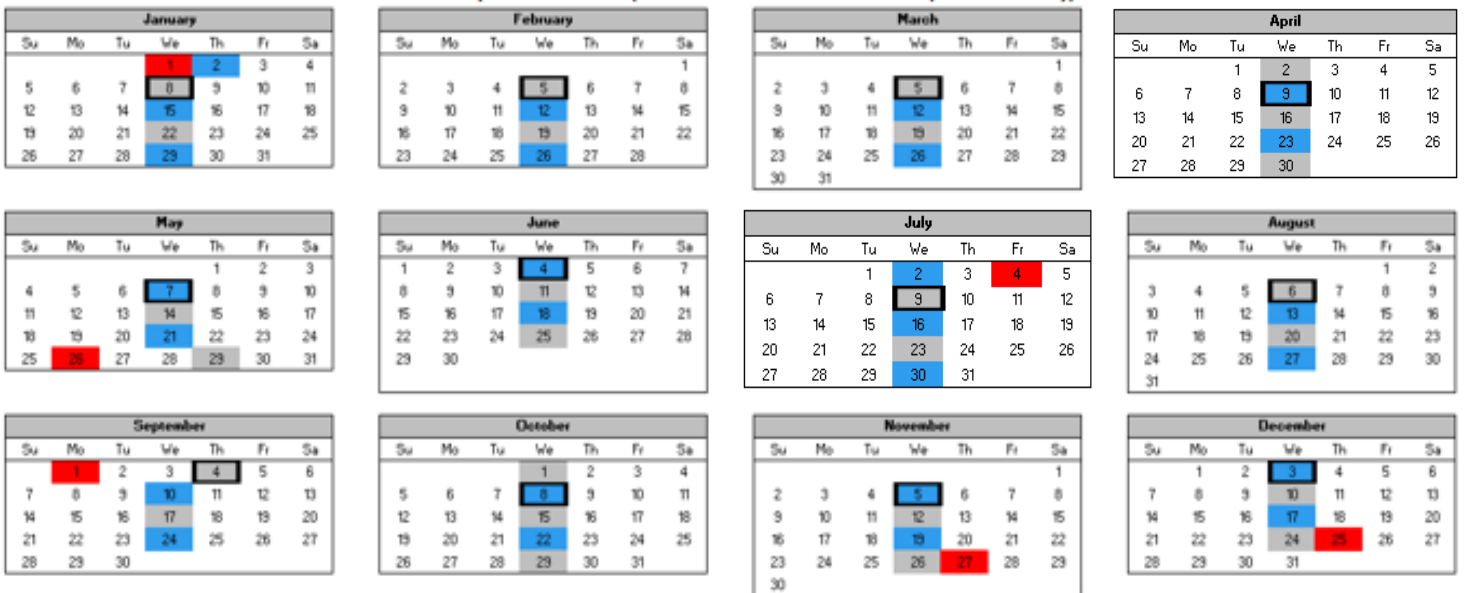 January
Su Mo Tu We Th Fr Sa
1 2 3 4
5 6 7 8 9 10 11
12 13 14 15 16 17 18
19 20 21 22 23 24 25
26 27 28 29 30 31
February
Su Mo Tu We Th Fr Sa
1
2 3 4 5 6 7 8
9 10 11 12 13 14 15
16 17 18 19 20 21 22
23 24 25 26 27 28
March
Su Mo Tu We Th Fr Sa
1
2 3 4 5 6 7 8
9 10 11 12 13 14 15
16 17 18 19 20 21 22
23 24 25 26 27 28 29
30 31
April
Su Mo Tu We Th Fr Sa
1 2 3 4 5
6 7 8 9 10 11 12
13 14 15 16 17 18 19
20 21 22 23 24 25 26
27 28 29 30
May
Su Mo Tu We Th Fr Sa
1 2 3
4 5 6 7 8 9 10
11 12 13 14 15 16 17
18 19 20 21 22 23 24
25 26 27 28 29 30 31
June
Su Mo Tu We Th Fr Sa
1 2 3 4 5 6 7
8 9 10 11 12 13 14
15 16 17 18 19 20 21
22 23 24 25 26 27 28
29 30
July
Su Mo Tu We Th Fr Sa
1 2 3 4 5
6 7 8 9 10 11 12
13 14 15 16 17 18 19
20 21 22 23 24 25 26
27 28 29 30 31
August
Su Mo Tu We Th Fr Sa
1 2
3 4 5 6 7 8 9
10 11 12 13 14 15 16
17 18 19 20 21 22 23
24 25 26 27 28 29 30
31
September
Su Mo Tu We Th Fr Sa
1 2 3 4 5 6
7 8 9 10 11 12 13
14 15 16 17 18 19 20
21 22 23 24 25 26 27
28 29 30
October
Su Mo Tu We Th Fr Sa
1 2 3 4
5 6 7 8 9 10 11
12 13 14 15 16 17 18
19 20 21 22 23 24 25
26 27 28 29 30 31
November
Su Mo Tu We Th Fr Sa
1
2 3 4 5 6 7 8
9 10 11 12 13 14 15
16 17 18 19 20 21 22
23 24 25 26 27 28 29
30
December
Su Mo Tu We Th Fr Sa
1 2 3 4 5 6
7 8 9 10 11 12 13
14 15 16 17 18 19 20
21 22 23 24 25 26 27
28 29 30 31